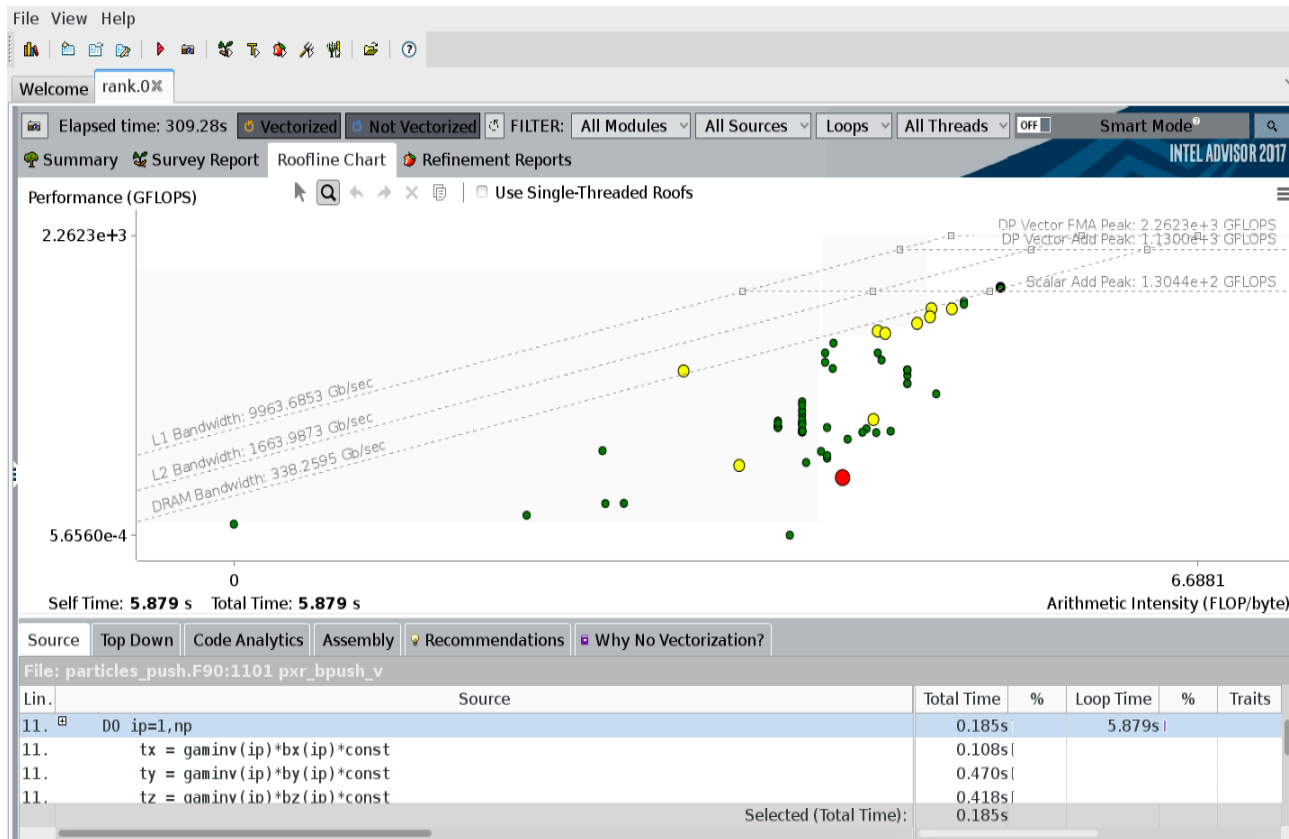 File View Help
Welcome rank.0
Elapsed time: 309.28s Vectorized Not Vectorized FILTER: All Modules All Sources Loops All Threads OFF Smart Mode?
Summary Survey Report Roofline Chart Refinement Reports INTEL ADVISOR 2017
Performance (GFLOPS) Use Single-Threaded Roofs
2.2623e+3
DP Vector FMA Peak: 2.2623e+3 GFLOPS
DP Vector Add Peak: 1.1300e+3 GFLOPS
Scalar Add Peak: 1.3044e+2 GFLOPS
L1 Bandwidth: 9963.6853 Gb/sec
L2 Bandwidth: 1663.9873 Gb/sec
DRAM Bandwidth: 338.2595 Gb/sec
5.6560e-4
0 6.6881
Self Time: 5.879 s Total Time: 5.879 s Arithmetic Intensity (FLOP/byte)
Source Top Down Code Analytics Assembly Recommendations Why No Vectorization?
File: particles_push.F90:1101 pxr_bpush_v
Lin. Source Total Time % Loop Time % Traits
11. DO ip=1,np 0.185s 5.879s
11. tx = gaminv(ip)*bx(ip)*const 0.108s
11. ty = gaminv(ip)*by(ip)*const 0.470s
11. tz = gaminv(ip)*bz(ip)*const 0.418s
Selected (Total Time): 0.185s